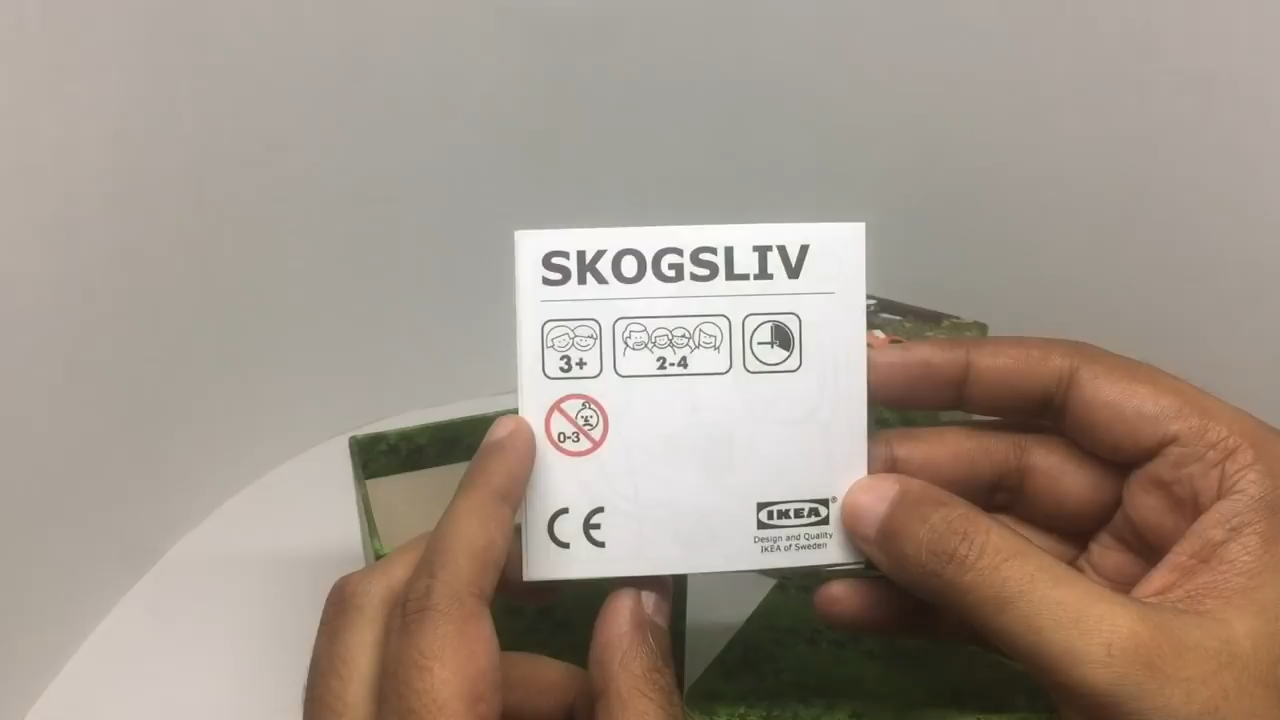 SKOGSLIV
3+
2-4
0-3
CE
IKEA®
Design and Quality
IKEA of Sweden